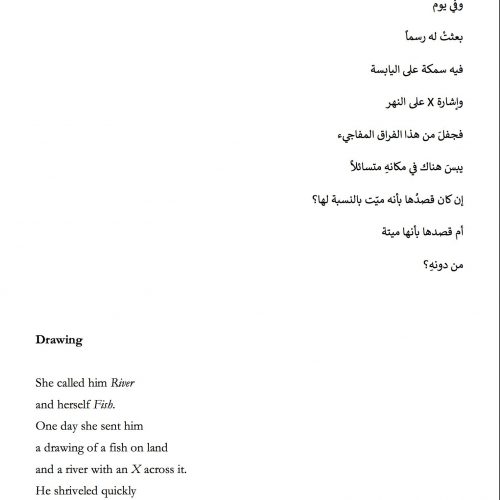 وفي يوم
بعثتْ له رسماً
فيه سمكة على اليابسة
وإشارة X على النهر
فجفلَ من هذا الفراق المفاجيء
يبسَ هناك في مكانهِ متسائلاً
إن كان قصدُها بأنه ميّت بالنسبة لها؟
أم قصدها بأنها ميتة
من دونهِ؟
Drawing
She called him River
and herself Fish.
One day she sent him
a drawing of a fish on land
and a river with an X across it.
He shriveled quickly